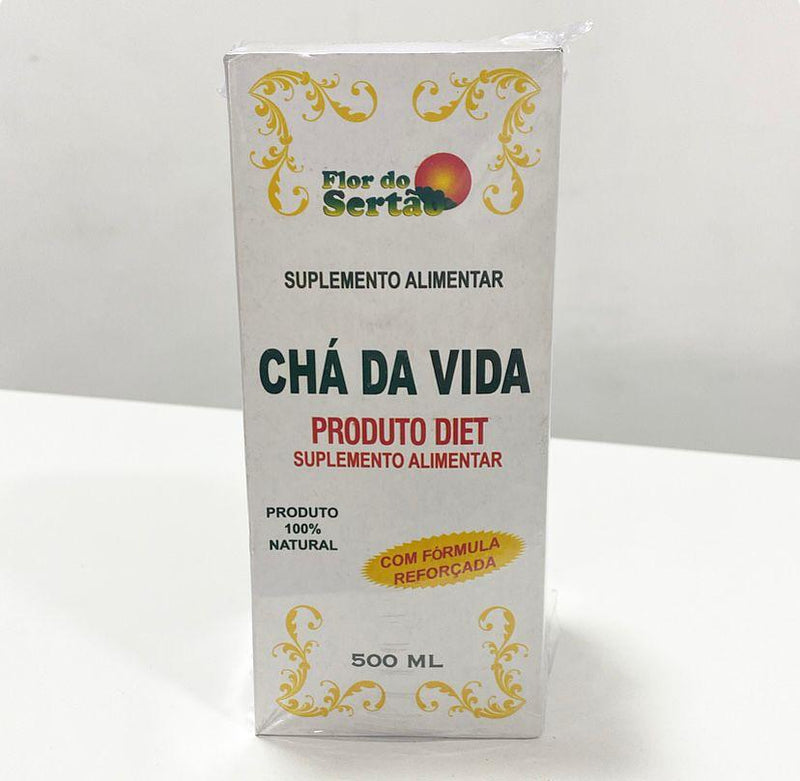 Flor do
Sertão
SUPLEMENTO ALIMENTAR
CHÁ DA VIDA
PRODUTO DIET
SUPLEMENTO ALIMENTAR
PRODUTO
100%
NATURAL
COM FÓRMULA
REFORÇADA
500 ML